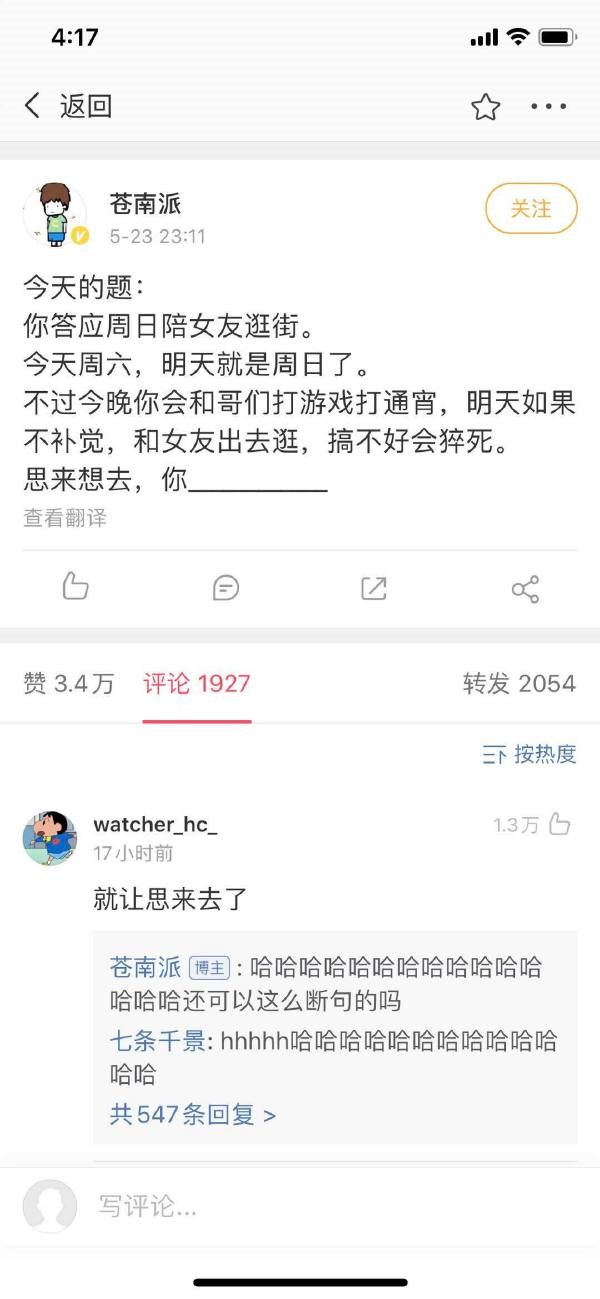 4:17
返回
苍南派
关注
5-23 23:11
今天的题：
你答应周日陪女友逛街。
今天周六，明天就是周日了。
不过今晚你会和哥们打游戏打通宵，明天如果
不补觉，和女友出去逛，搞不好会猝死。
思来想去，你__________
查看翻译
赞 3.4万 评论 1927 转发 2054
按热度
watcher_hc_
1.3万
17小时前
就让思来去了
苍南派 博主：哈哈哈哈哈哈哈哈哈哈哈哈
哈哈哈还可以这么断句的吗
七条千景: hhhhh哈哈哈哈哈哈哈哈哈哈哈
哈哈
共547条回复 >
写评论...